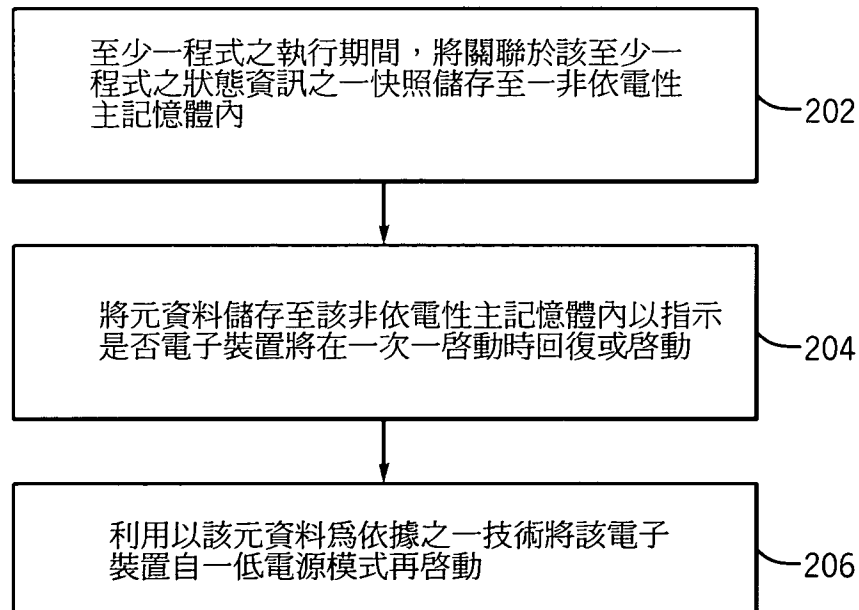 至少一程式之執行期間，將關聯於該至少一
程式之狀態資訊之一快照儲存至一非依電性
主記憶體內
202
將元資料儲存至該非依電性主記憶體內以指示
是否電子裝置將在一次一啓動時回復或啓動
204
利用以該元資料爲依據之一技術將該電子
裝置自一低電源模式再啓動
206